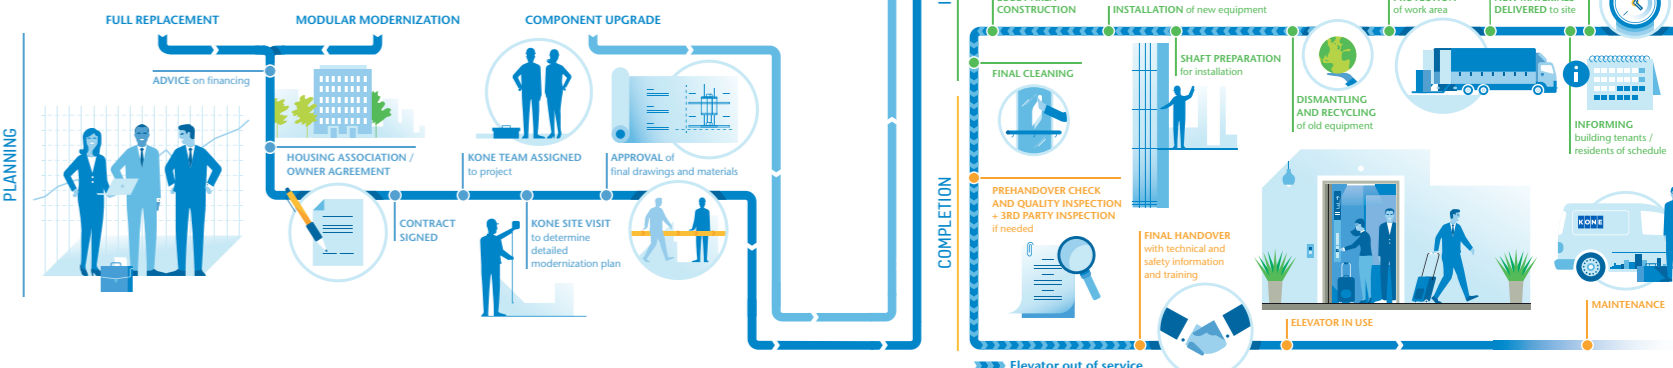 FULL REPLACEMENT
MODULAR MODERNIZATION
COMPONENT UPGRADE
PLANNING
ADVICE on financing
HOUSING ASSOCIATION /
OWNER AGREEMENT
KONE TEAM ASSIGNED
to project
APPROVAL of
final drawings and materials
CONTRACT
SIGNED
KONE SITE VISIT
to determine
detailed
modernization plan
CONSTRUCTION
INSTALLATION of new equipment
of work area
DELIVERED to site
FINAL CLEANING
SHAFT PREPARATION
for installation
DISMANTLING
AND RECYCLING
of old equipment
i
INFORMING
building tenants /
residents of schedule
COMPLETION
PREHANDOVER CHECK
AND QUALITY INSPECTION
+ 3RD PARTY INSPECTION
if needed
FINAL HANDOVER
with technical and
safety information
and training
KONE
MAINTENANCE
ELEVATOR IN USE
Elevator out of service